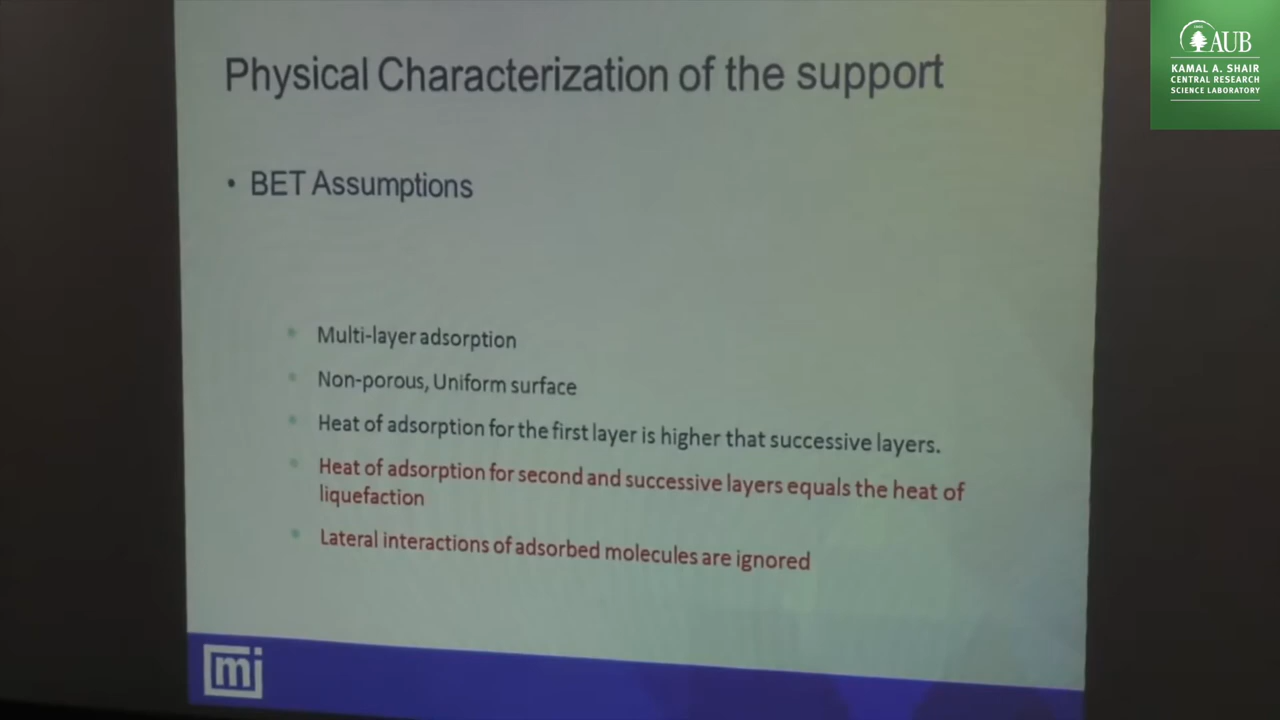 AUB
KAMAL A. SHAIR
CENTRAL RESEARCH
SCIENCE LABORATORY
Physical Characterization of the support
• BET Assumptions
• Multi-layer adsorption
• Non-porous, Uniform surface
• Heat of adsorption for the first layer is higher that successive layers.
• Heat of adsorption for second and successive layers equals the heat of
liquefaction
• Lateral interactions of adsorbed molecules are ignored
mi